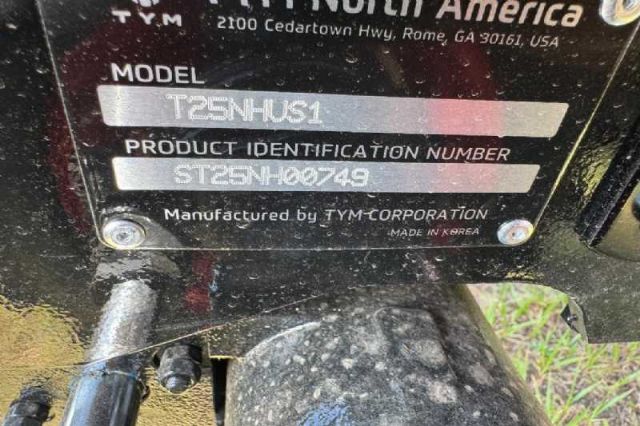 TYM
TYM North America
2100 Cedartown Hwy, Rome, GA 30161, USA
MODEL
T25NHUS1
PRODUCT IDENTIFICATION NUMBER
ST25NH00749
Manufactured by TYM CORPORATION
MADE IN KOREA